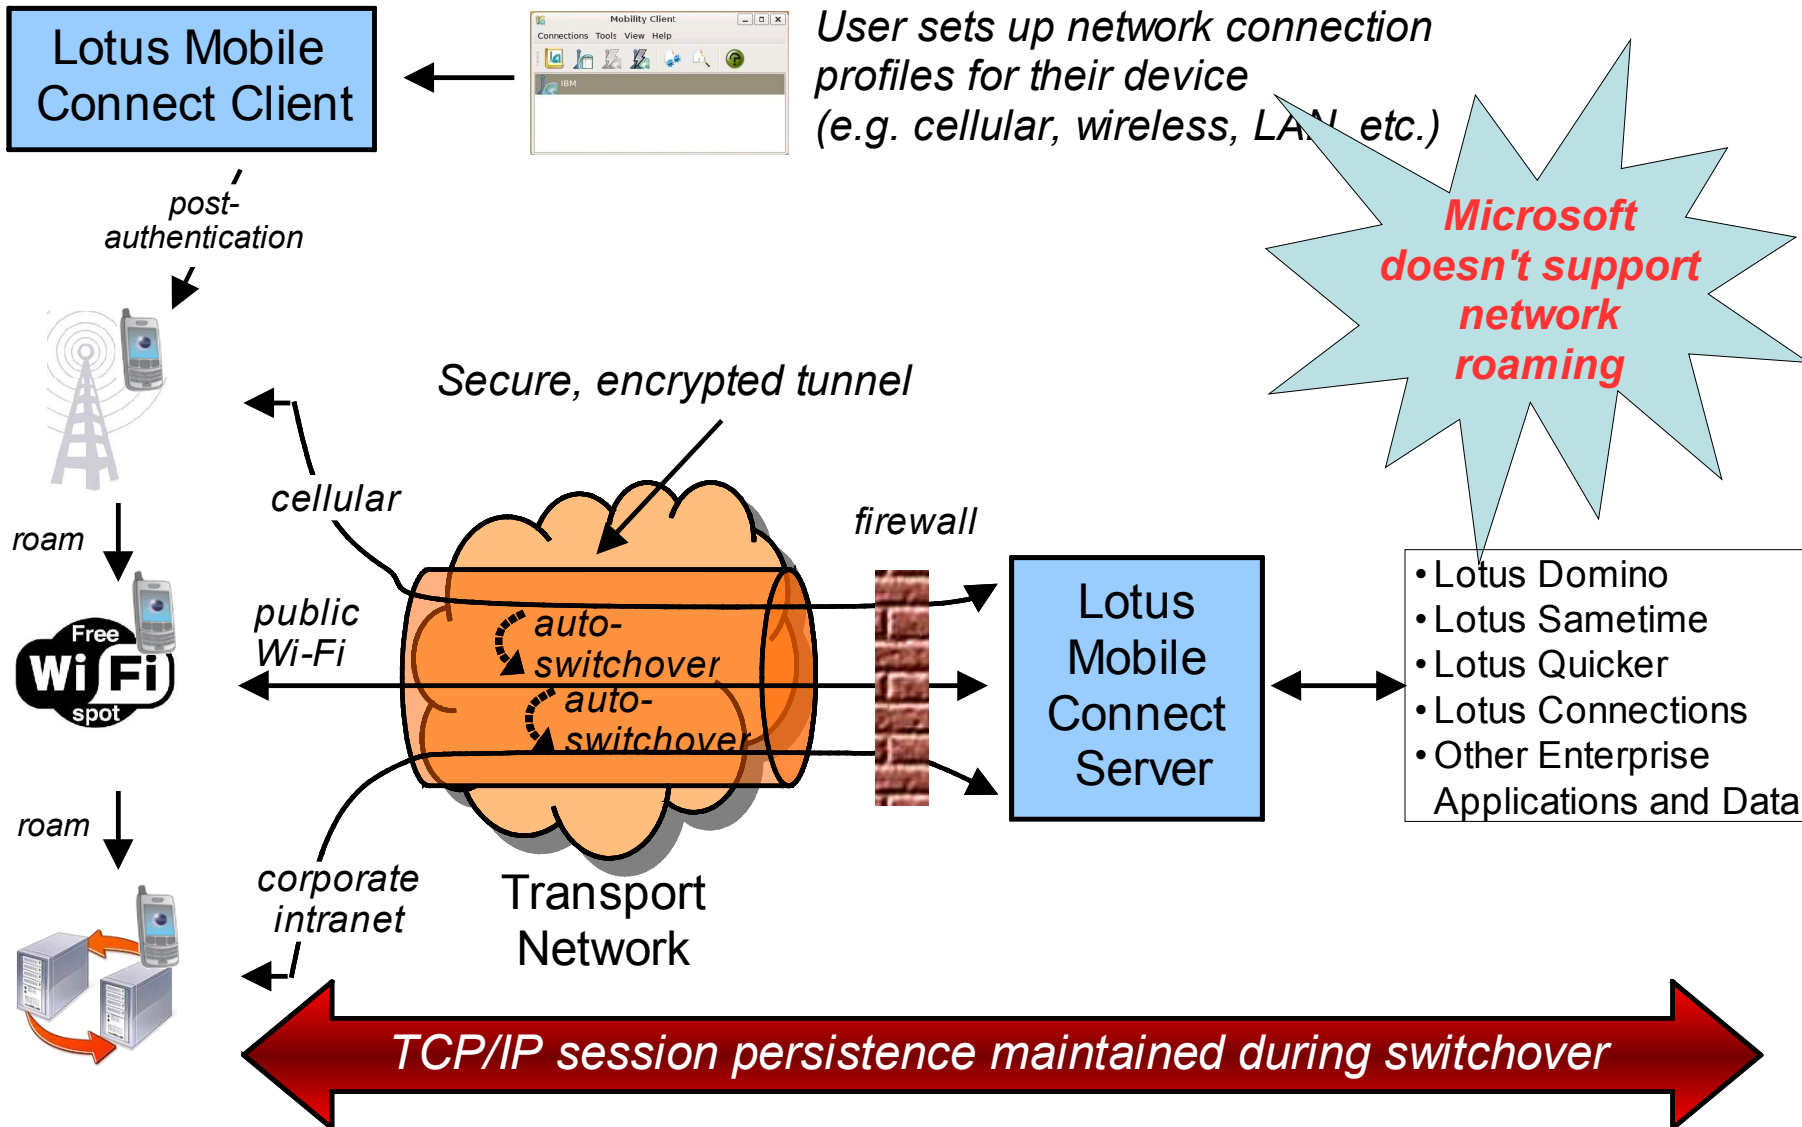 Lotus Mobile
Connect Client
Mobility Client
Connections Tools View Help
IBM
User sets up network connection
profiles for their device
(e.g. cellular, wireless, LAN, etc.)
Microsoft
doesn't support
network
roaming
post-
authentication
Secure, encrypted tunnel
cellular
firewall
roam
public
Wi-Fi
Free
WiFi
spot
auto-
switchover
auto-
switchover
Lotus
Mobile
Connect
Server
• Lotus Domino
• Lotus Sametime
• Lotus Quicker
• Lotus Connections
• Other Enterprise
Applications and Data
roam
corporate
intranet
Transport
Network
TCP/IP session persistence maintained during switchover